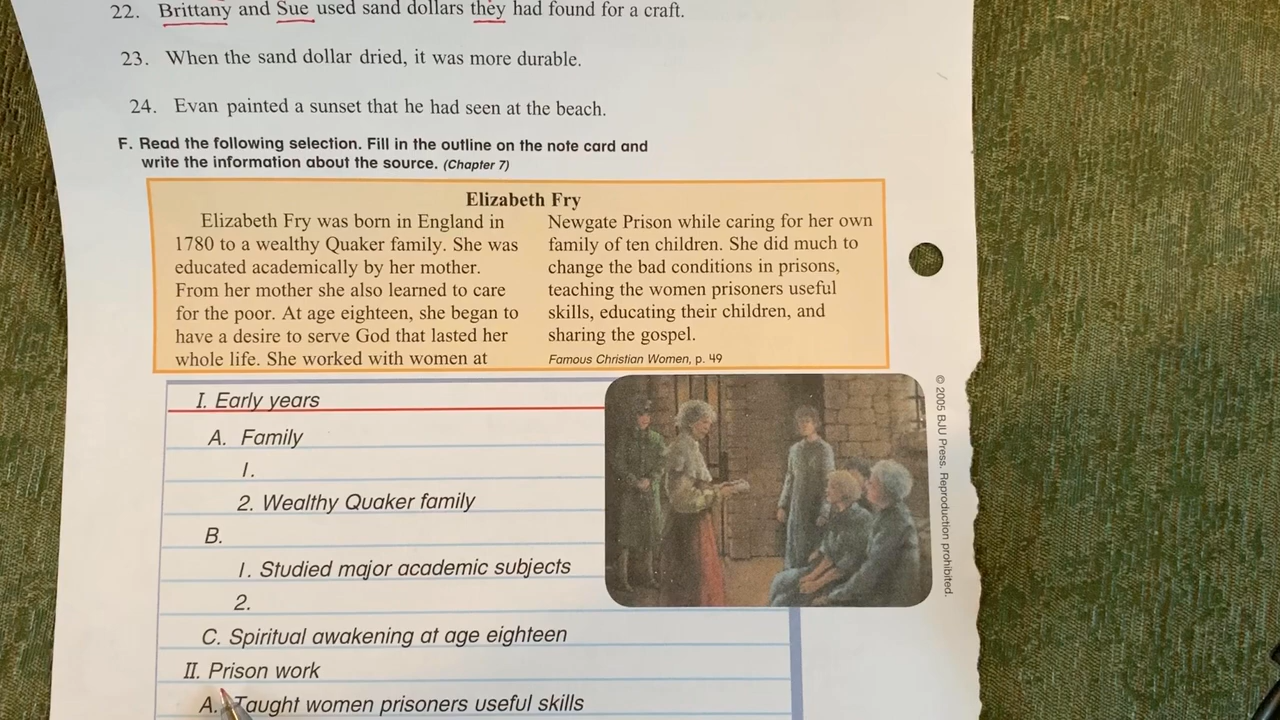 22. Brittany and Sue used sand dollars they had found for a craft.
23. When the sand dollar dried, it was more durable.
24. Evan painted a sunset that he had seen at the beach.
F. Read the following selection. Fill in the outline on the note card and
write the information about the source. (Chapter 7)
Elizabeth Fry
Elizabeth Fry was born in England in
1780 to a wealthy Quaker family. She was
educated academically by her mother.
From her mother she also learned to care
for the poor. At age eighteen, she began to
have a desire to serve God that lasted her
whole life. She worked with women at
Newgate Prison while caring for her own
family of ten children. She did much to
change the bad conditions in prisons,
teaching the women prisoners useful
skills, educating their children, and
sharing the gospel.
Famous Christian Women, p. 49
I. Early years
A. Family
1.
2. Wealthy Quaker family
B.
1. Studied major academic subjects
2.
C. Spiritual awakening at age eighteen
II. Prison work
A. Taught women prisoners useful skills
© 2005 BJU Press. Reproduction prohibited.